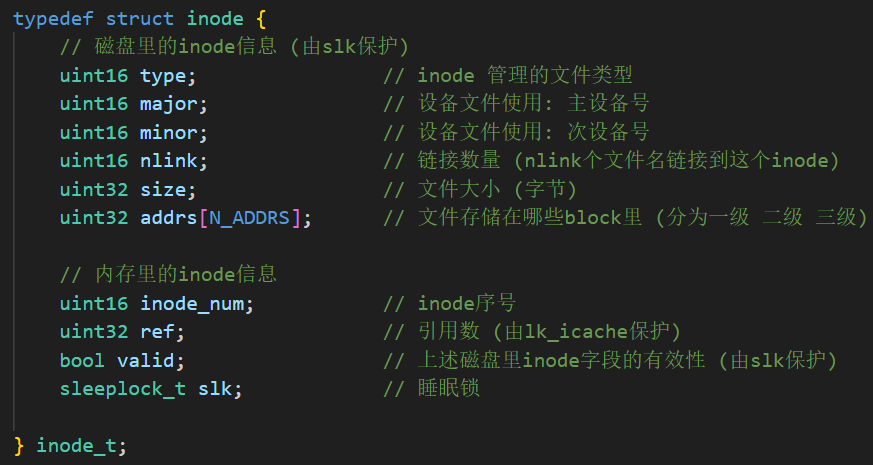 typedef struct inode {
// 磁盘里的inode信息 (由slk保护)
uint16 type; // inode 管理的文件类型
uint16 major; // 设备文件使用: 主设备号
uint16 minor; // 设备文件使用: 次设备号
uint16 nlink; // 链接数量 (nlink个文件名链接到这个inode)
uint32 size; // 文件大小 (字节)
uint32 addrs[N_ADDRS]; // 文件存储在哪些block里 (分为一级 二级 三级)
// 内存里的inode信息
uint16 inode_num; // inode序号
uint32 ref; // 引用数 (由lk_icache保护)
bool valid; // 上述磁盘里inode字段的有效性 (由slk保护)
sleeplock_t slk; // 睡眠锁
} inode_t;